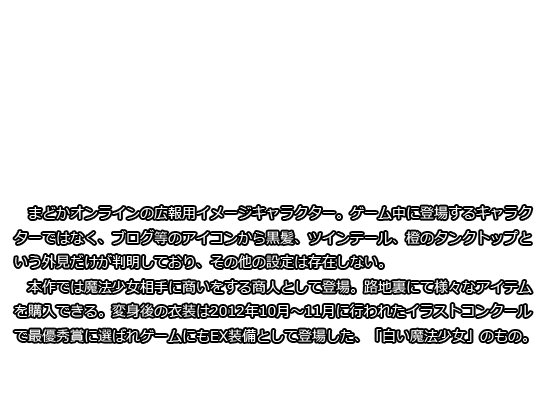 まどかオンラインの広報用イメージキャラクター。ゲーム中に登場するキャラク
ターではなく、ブログ等のアイコンから黒髪、ツインテール、橙のタンクトップと
いう外見だけが判明しており、その他の設定は存在しない。
　本作では魔法少女相手に商いをする商人として登場。路地裏にて様々なアイテム
を購入できる。変身後の衣装は2012年10月～11月に行われたイラストコンクール
で最優秀賞に選ばれゲームにもEX装備として登場した、「白い魔法少女」のもの。